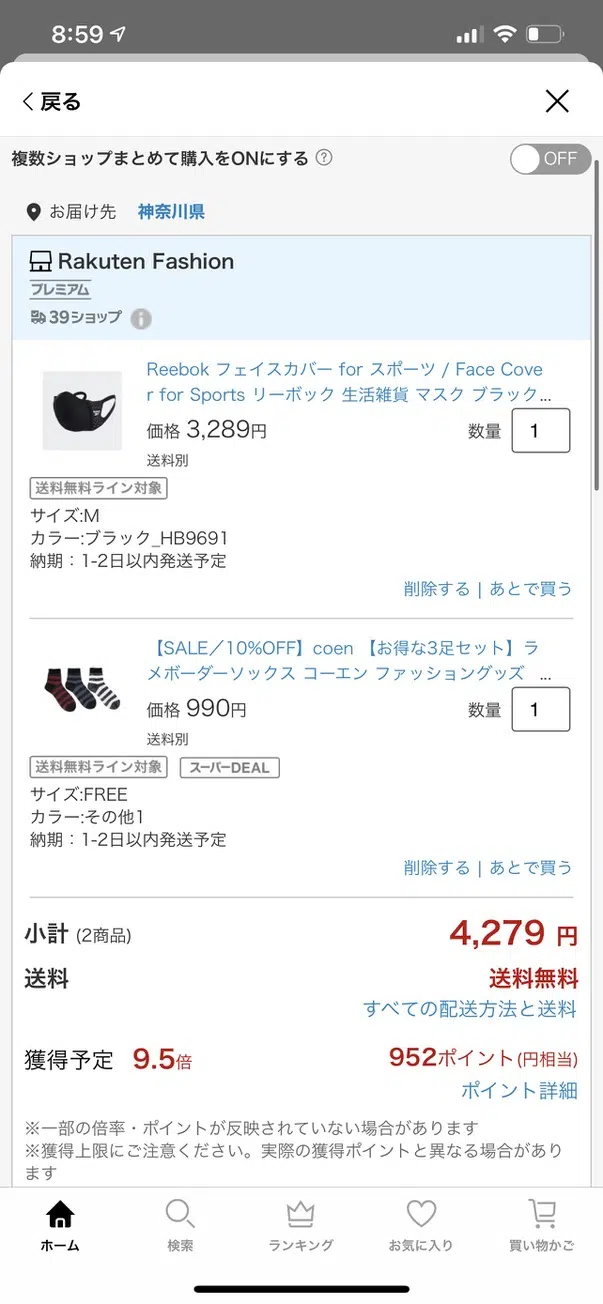 8:59
戻る
複数ショップまとめて購入をONにする ?
OFF
お届け先 神奈川県
Rakuten Fashion
プレミアム
39ショップ i
Reebok フェイスカバー for スポーツ / Face Cove
r for Sports リーボック 生活雑貨 マスク ブラック...
価格 3,289円 数量 1
送料別
送料無料ライン対象
サイズ:M
カラー:ブラック_HB9691
納期：1-2日以内発送予定
削除する | あとで買う
【SALE／10%OFF】coen 【お得な3足セット】ラ
メボーダーソックス コーエン ファッショングッズ ...
価格 990円 数量 1
送料別
送料無料ライン対象 スーパーDEAL
サイズ:FREE
カラー:その他1
納期：1-2日以内発送予定
削除する | あとで買う
小計 (2商品) 4,279 円
送料 送料無料
すべての配送方法と送料
獲得予定 9.5倍 952ポイント(円相当)
ポイント詳細
※一部の倍率・ポイントが反映されていない場合があります
※獲得上限にご注意ください。実際の獲得ポイントと異なる場合があり
ます
ホーム 検索 ランキング お気に入り 買い物かご